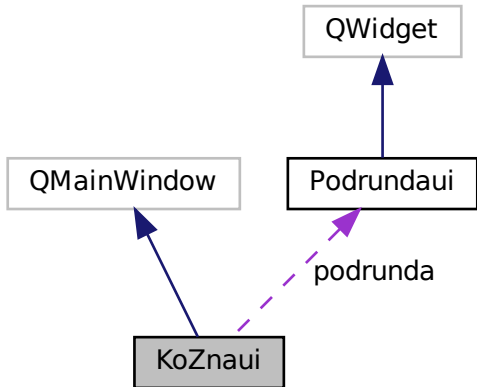 QWidget
QMainWindow
Podrundaui
podrunda
KoZnaui